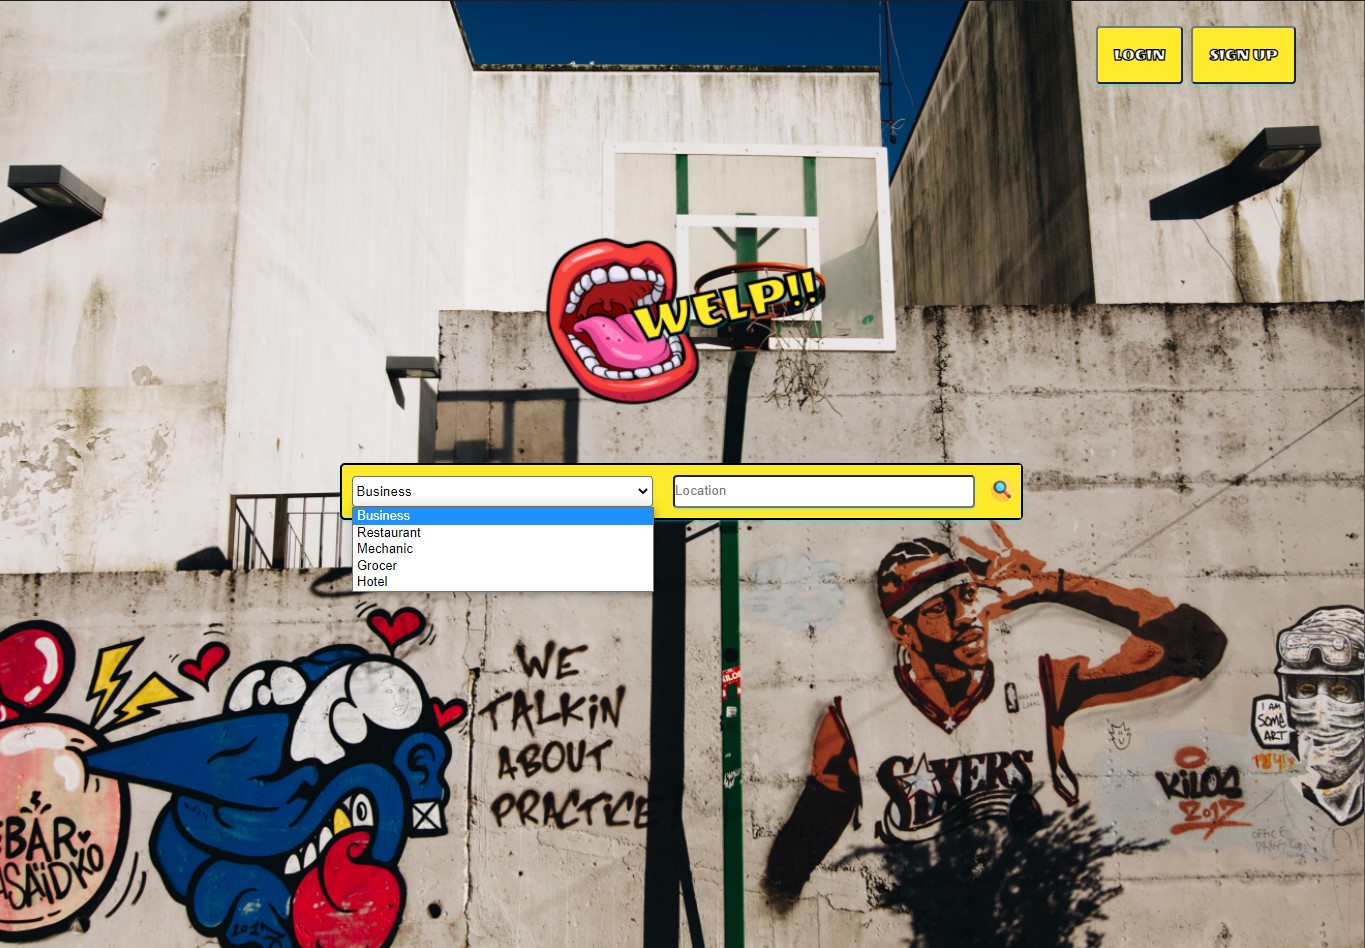 LOGIN
SIGN UP
WELP!!
Business
Location
Business
Restaurant
Mechanic
Grocer
Hotel
WE
TALKiN
ABOUT
PRACTICE
SIXERS
I AM
SOME
ART
KiLOS
2017
BAR
2017